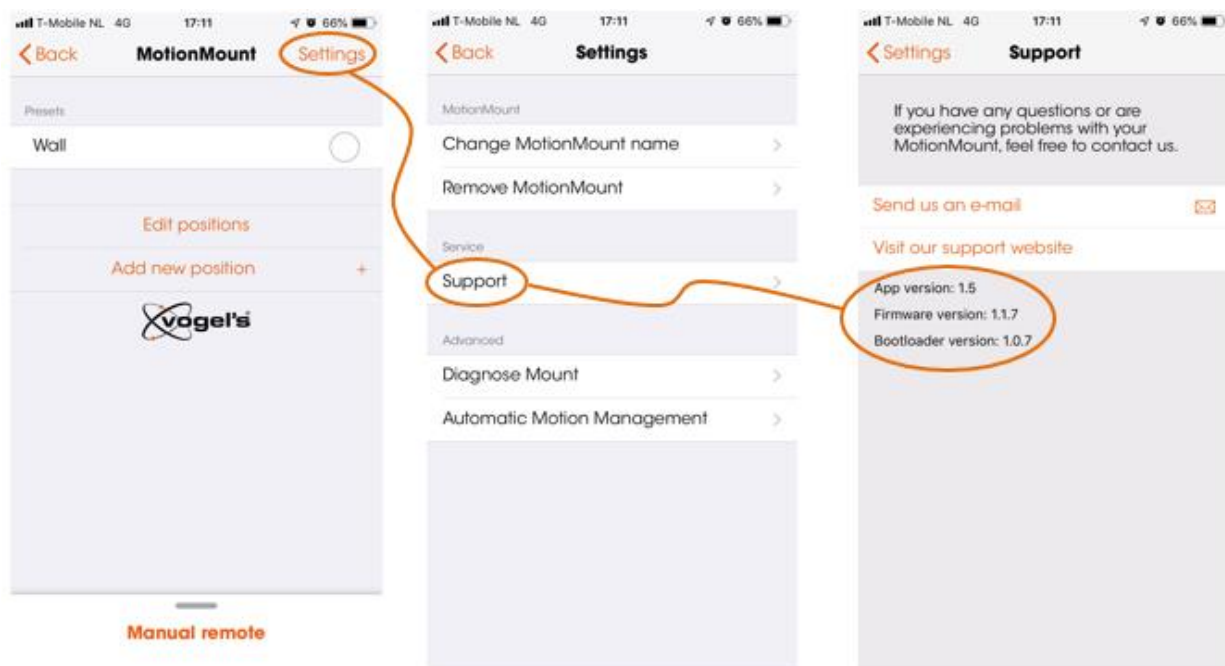 T-Mobile NL 4G 17:11 66%
Back MotionMount Settings
Presets
Wall
Edit positions
Add new position +
vogel's
Manual remote
T-Mobile NL 4G 17:11 66%
Back Settings
MotionMount
Change MotionMount name
Remove MotionMount
Service
Support
Advanced
Diagnose Mount
Automatic Motion Management
T-Mobile NL 4G 17:11 66%
Settings Support
If you have any questions or are
experiencing problems with your
MotionMount, feel free to contact us.
Send us an e-mail
Visit our support website
App version: 1.5
Firmware version: 1.1.7
Bootloader version: 1.0.7